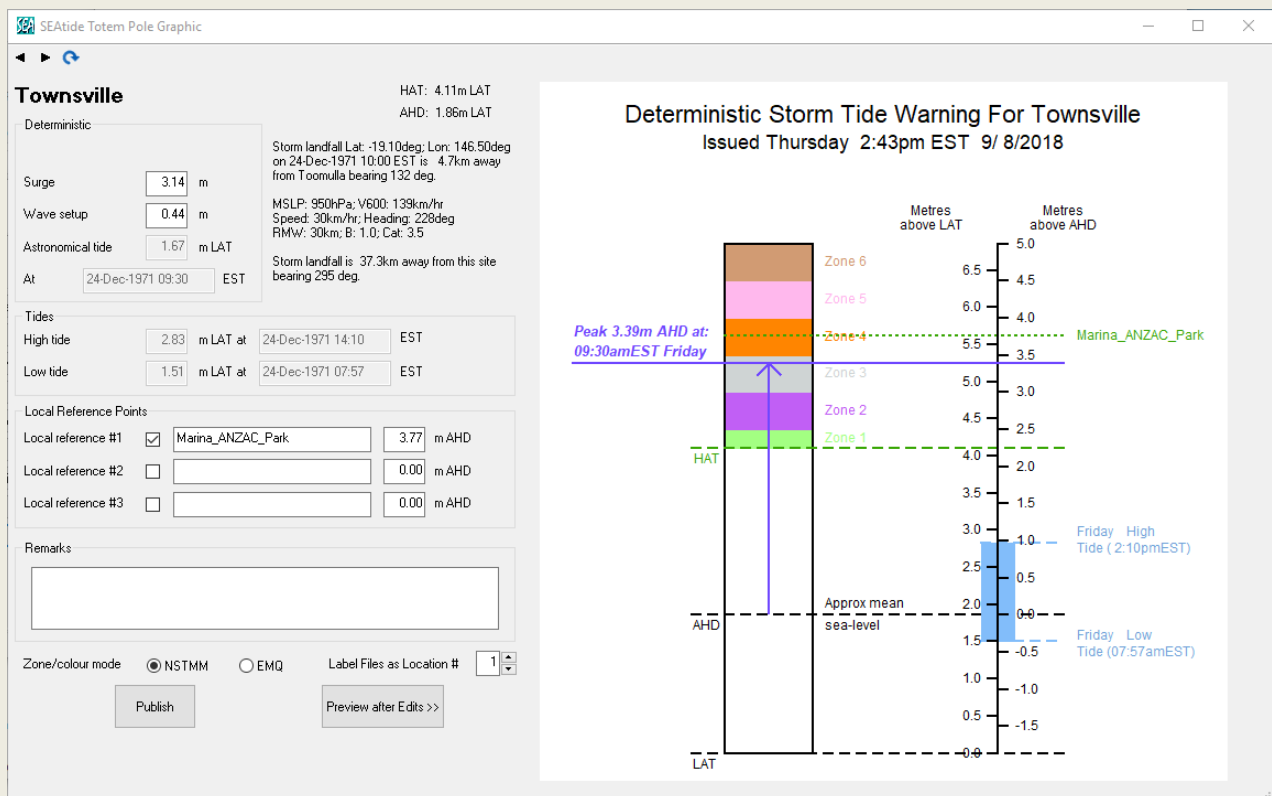 SEA SEAtide Totem Pole Graphic
Townsville
HAT: 4.11m LAT
AHD: 1.86m LAT
Deterministic
Surge 3.14 m
Wave setup 0.44 m
Astronomical tide 1.67 m LAT
At 24-Dec-1971 09:30 EST
Storm landfall Lat: -19.10deg; Lon: 146.50deg
on 24-Dec-1971 10:00 EST is 4.7km away
from Toomulla bearing 132 deg.
MSLP: 950hPa; V600: 139km/hr
Speed: 30km/hr; Heading: 228deg
RMW: 30km; B: 1.0; Cat: 3.5
Storm landfall is 37.3km away from this site
bearing 295 deg.
Tides
High tide 2.83 m LAT at 24-Dec-1971 14:10 EST
Low tide 1.51 m LAT at 24-Dec-1971 07:57 EST
Local Reference Points
Local reference #1 Marina_ANZAC_Park 3.77 m AHD
Local reference #2 0.00 m AHD
Local reference #3 0.00 m AHD
Remarks
Zone/colour mode NSTMM EMQ Label Files as Location # 1
Publish Preview after Edits >>
Deterministic Storm Tide Warning For Townsville
Issued Thursday 2:43pm EST 9/ 8/2018
Metres
above LAT
Metres
above AHD
Zone 6
Zone 5
Zone 4
Zone 3
Zone 2
Zone 1
Peak 3.39m AHD at:
09:30amEST Friday
HAT
AHD
LAT
Approx mean
sea-level
6.5
6.0
5.5
5.0
4.5
4.0
3.5
3.0
2.5
2.0
1.5
1.0
0.5
0.0
5.0
4.5
4.0
3.5
3.0
2.5
2.0
1.5
1.0
0.5
0.0
-0.5
-1.0
-1.5
Marina_ANZAC_Park
Friday High
Tide ( 2:10pmEST)
Friday Low
Tide (07:57amEST)